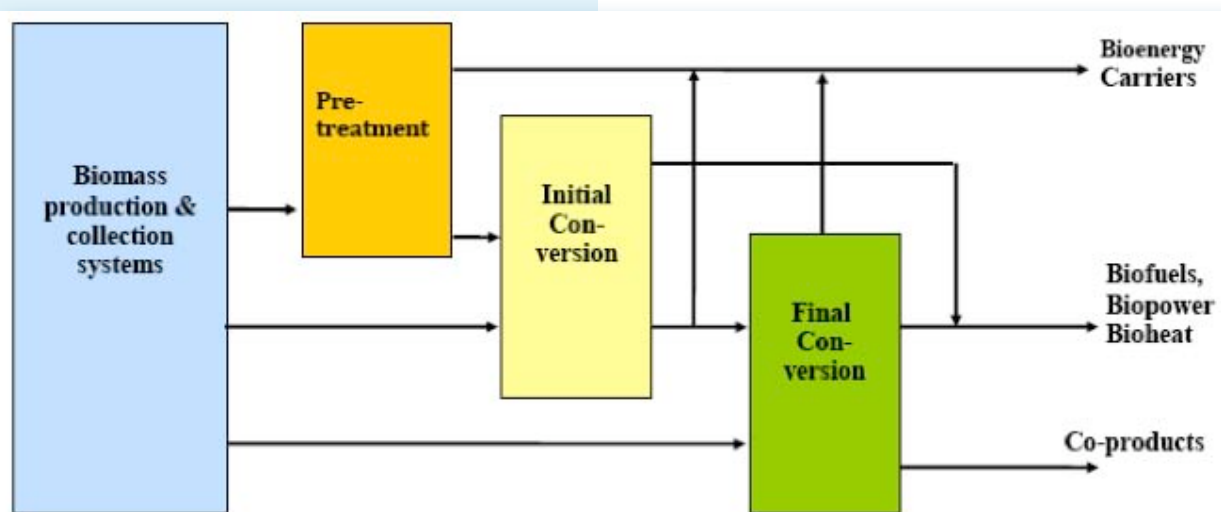 Biomass
production &
collection
systems
Pre-
treatment
Initial
Con-
version
Final
Con-
version
Bioenergy
Carriers
Biofuels,
Biopower
Bioheat
Co-products